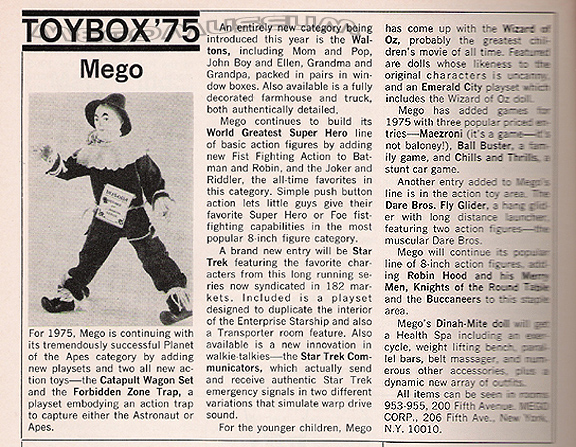 TOYBOX '75
Mego
For 1975, Mego is continuing with
its tremendously successful Planet
of the Apes category by adding
new playsets and two all new ac-
tion toys—the Catapult Wagon Set
and the Forbidden Zone Trap, a
playset embodying an action trap
to capture either the Astronaut or
Apes.
An entirely new category being
introduced this year is the Wal-
tons, including Mom and Pop,
John Boy and Ellen, Grandma and
Grandpa, packed in pairs in win-
dow boxes. Also available is a fully
decorated farmhouse and truck,
both authentically detailed.
Mego continues to build its
World Greatest Super Hero line
of basic action figures by adding
new Fist Fighting Action to Bat-
man and Robin, and the Joker and
Riddler, the all-time favorites in
this category. Simple push button
action lets little guys give their
favorite Super Hero or Foe fist-
fighting capabilities in the most
popular 8-inch figure category.
A brand new entry will be Star
Trek featuring the favorite char-
acters from this long running se-
ries now syndicated in 182 mar-
kets. Included is a playset
designed to duplicate the interior
of the Enterprise Starship and also
a Transporter room feature. Also
available is a new innovation in
walkie-talkies—the Star Trek Com-
municators, which actually send
and receive authentic Star Trek
emergency signals in two different
variations that simulate warp drive
sound.
For the younger children, Mego
has come up with the Wizard of
Oz, probably the greatest chil-
dren's movie of all time. Featured
are dolls whose likeness to the
original characters is uncanny,
and an Emerald City playset which
includes the Wizard of Oz doll.
Mego has added games for
1975 with three popular priced en-
tries—Maezroni (it's a game—it's
not baloney!), Ball Buster, a fam-
ily game, and Chills and Thrills, a
stunt car game.
Another entry added to Mego's
line is in the action toy area. The
Dare Bros. Fly Glider, a hang glid-
er with long distance launcher,
featuring two action figures—the
muscular Dare Bros.
Mego will continue its popular
line of 8-inch action figures, add-
ing Robin Hood and his Merry
Men, Knights of the Round Table
and the Buccaneers to this staple
area.
Mego's Dinah-Mite doll will get
a Health Spa including an exer-
cycle, weight lifting bench, paral-
lel bars, belt massager, and num-
erous other accessories, plus a
dynamic new array of outfits.
All items can be seen in rooms
953-955, 200 Fifth Avenue. MEGO
CORP., 206 Fifth Ave., New York,
N.Y. 10010.